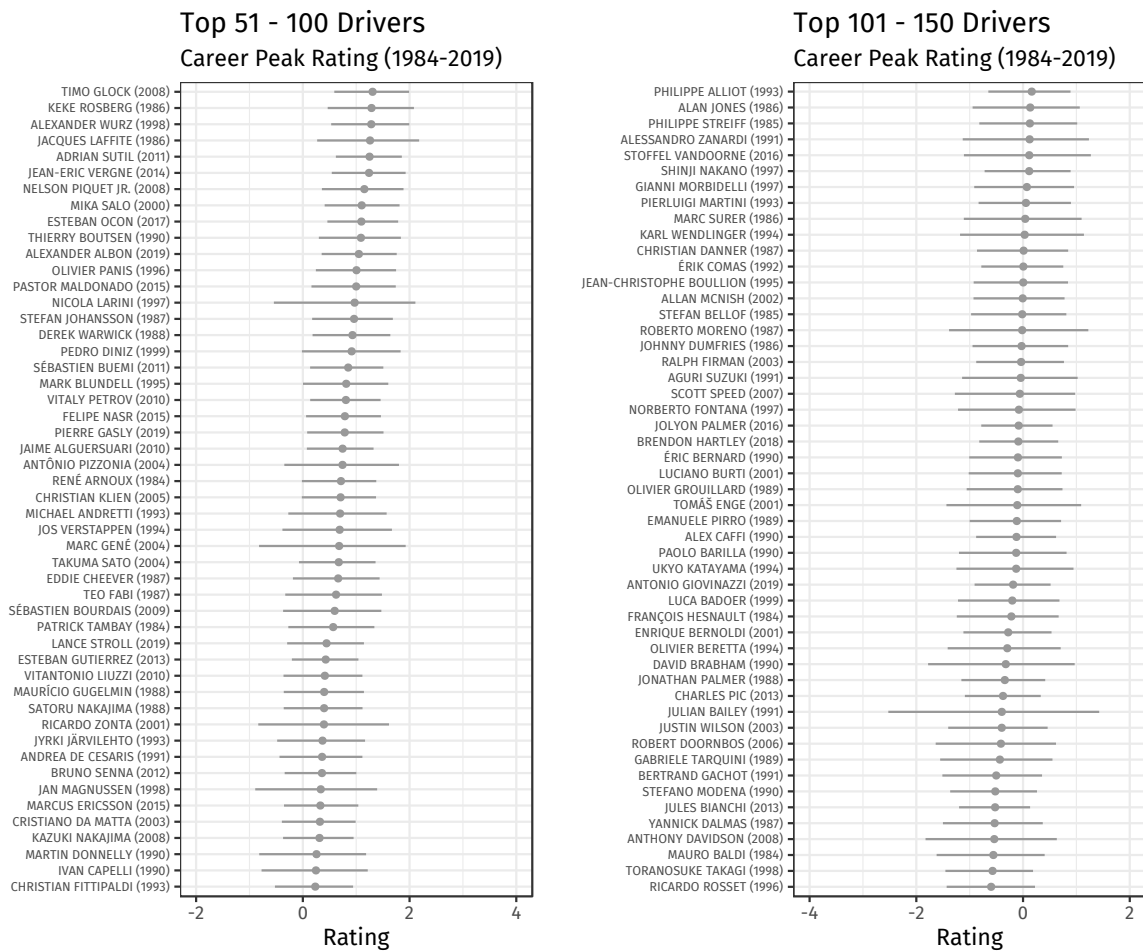 Top 51 - 100 Drivers
Career Peak Rating (1984-2019)
TIMO GLOCK (2008)
KEKE ROSBERG (1986)
ALEXANDER WURZ (1998)
JACQUES LAFFITE (1986)
ADRIAN SUTIL (2011)
JEAN-ERIC VERGNE (2014)
NELSON PIQUET JR. (2008)
MIKA SALO (2000)
ESTEBAN OCON (2017)
THIERRY BOUTSEN (1990)
ALEXANDER ALBON (2019)
OLIVIER PANIS (1996)
PASTOR MALDONADO (2015)
NICOLA LARINI (1997)
STEFAN JOHANSSON (1987)
DEREK WARWICK (1988)
PEDRO DINIZ (1999)
SÉBASTIEN BUEMI (2011)
MARK BLUNDELL (1995)
VITALY PETROV (2010)
FELIPE NASR (2015)
PIERRE GASLY (2019)
JAIME ALGUERSUARI (2010)
ANTÔNIO PIZZONIA (2004)
RENÉ ARNOUX (1984)
CHRISTIAN KLIEN (2005)
MICHAEL ANDRETTI (1993)
JOS VERSTAPPEN (1994)
MARC GENÉ (2004)
TAKUMA SATO (2004)
EDDIE CHEEVER (1987)
TEO FABI (1987)
SÉBASTIEN BOURDAIS (2009)
PATRICK TAMBAY (1984)
LANCE STROLL (2019)
ESTEBAN GUTIERREZ (2013)
VITANTONIO LIUZZI (2010)
MAURÍCIO GUGELMIN (1988)
SATORU NAKAJIMA (1988)
RICARDO ZONTA (2001)
JYRKI JÄRVILEHTO (1993)
ANDREA DE CESARIS (1991)
BRUNO SENNA (2012)
JAN MAGNUSSEN (1998)
MARCUS ERICSSON (2015)
CRISTIANO DA MATTA (2003)
KAZUKI NAKAJIMA (2008)
MARTIN DONNELLY (1990)
IVAN CAPELLI (1990)
CHRISTIAN FITTIPALDI (1993)
-2 0 2 4
Rating
Top 101 - 150 Drivers
Career Peak Rating (1984-2019)
PHILIPPE ALLIOT (1993)
ALAN JONES (1986)
PHILIPPE STREIFF (1985)
ALESSANDRO ZANARDI (1991)
STOFFEL VANDOORNE (2016)
SHINJI NAKANO (1997)
GIANNI MORBIDELLI (1997)
PIERLUIGI MARTINI (1993)
MARC SURER (1986)
KARL WENDLINGER (1994)
CHRISTIAN DANNER (1987)
ÉRIK COMAS (1992)
JEAN-CHRISTOPHE BOULLION (1995)
ALLAN MCNISH (2002)
STEFAN BELLOF (1985)
ROBERTO MORENO (1987)
JOHNNY DUMFRIES (1986)
RALPH FIRMAN (2003)
AGURI SUZUKI (1991)
SCOTT SPEED (2007)
NORBERTO FONTANA (1997)
JOLYON PALMER (2016)
BRENDON HARTLEY (2018)
ÉRIC BERNARD (1990)
LUCIANO BURTI (2001)
OLIVIER GROUILLARD (1989)
TOMÁŠ ENGE (2001)
EMANUELE PIRRO (1989)
ALEX CAFFI (1990)
PAOLO BARILLA (1990)
UKYO KATAYAMA (1994)
ANTONIO GIOVINAZZI (2019)
LUCA BADOER (1999)
FRANÇOIS HESNAULT (1984)
ENRIQUE BERNOLDI (2001)
OLIVIER BERETTA (1994)
DAVID BRABHAM (1990)
JONATHAN PALMER (1988)
CHARLES PIC (2013)
JULIAN BAILEY (1991)
JUSTIN WILSON (2003)
ROBERT DOORNBOS (2006)
GABRIELE TARQUINI (1989)
BERTRAND GACHOT (1991)
STEFANO MODENA (1990)
JULES BIANCHI (2013)
YANNICK DALMAS (1987)
ANTHONY DAVIDSON (2008)
MAURO BALDI (1984)
TORANOSUKE TAKAGI (1998)
RICARDO ROSSET (1996)
-4 -2 0 2
Rating